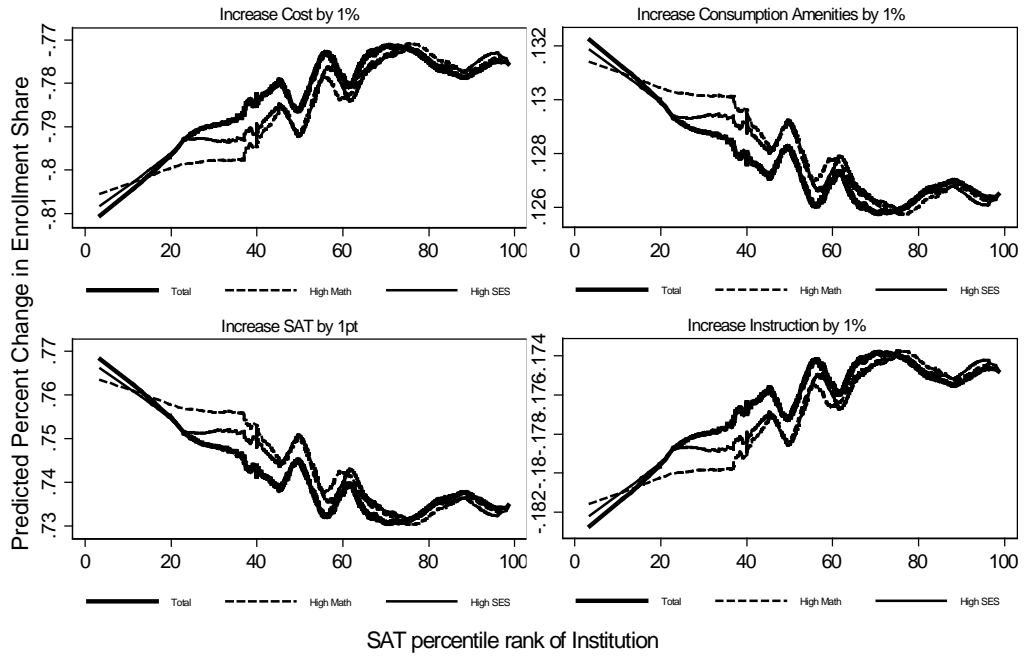 Predicted Percent Change in Enrollment Share
Increase Cost by 1%
-.77
-.78
-.79
-.8
-.81
0 20 40 60 80 100
Total High Math High SES
Increase Consumption Amenities by 1%
.132
.13
.128
.126
0 20 40 60 80 100
Total High Math High SES
Increase SAT by 1pt
.77
.76
.75
.74
.73
0 20 40 60 80 100
Total High Math High SES
Increase Instruction by 1%
-.174
-.176
-.178
-.18
-.182
0 20 40 60 80 100
Total High Math High SES
SAT percentile rank of Institution